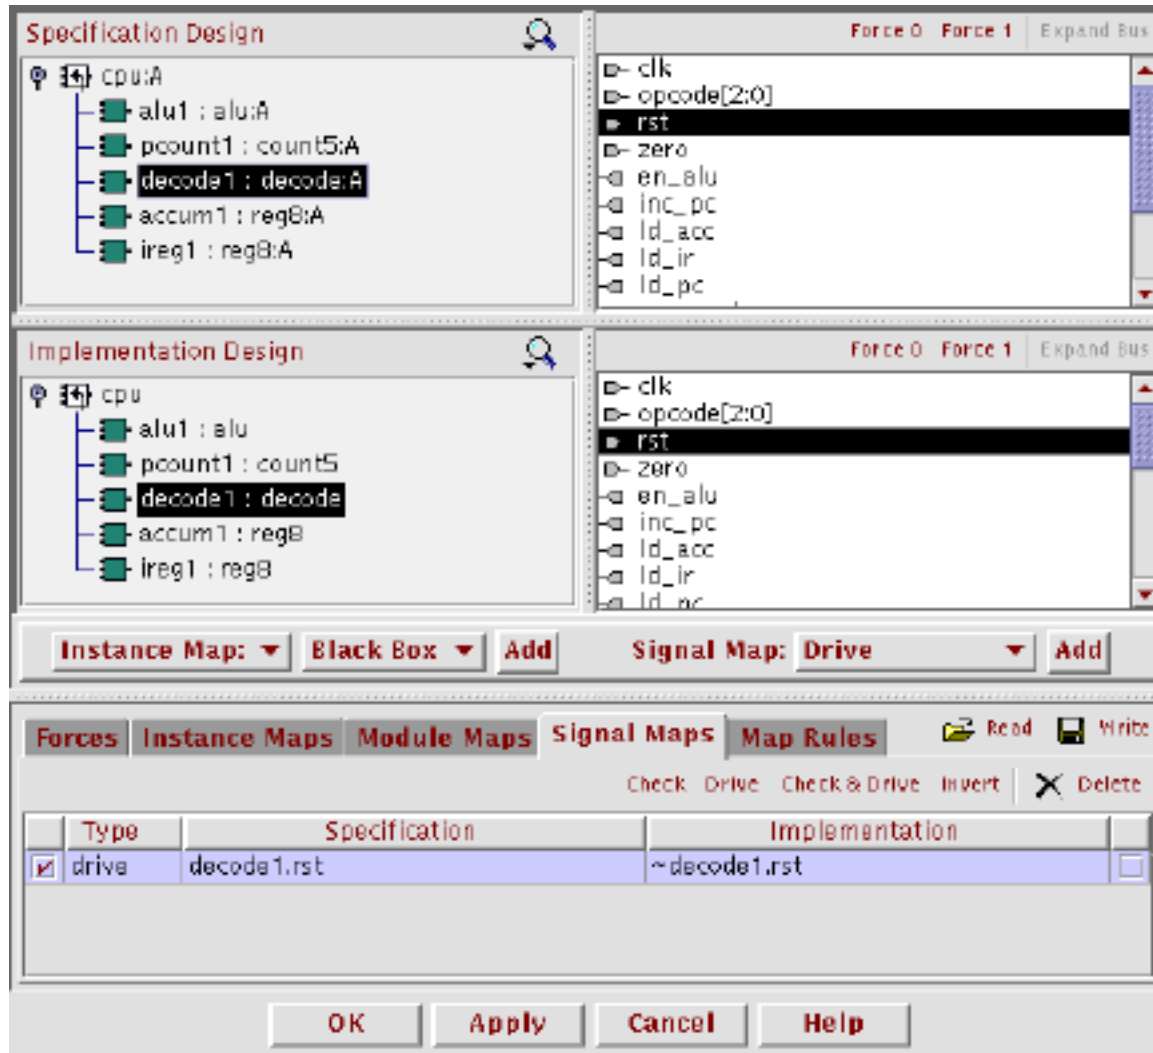 Specification Design
Force 0 Force 1 Expand Bus
cpu:A
alu1 : alu:A
pcount1 : count5:A
decode1 : decode:A
accum1 : reg8:A
ireg1 : reg8:A
clk
opcode[2:0]
rst
zero
en_alu
inc_pc
ld_acc
ld_ir
ld_pc
Implementation Design
Force 0 Force 1 Expand Bus
cpu
alu1 : alu
pcount1 : count5
decode1 : decode
accum1 : reg8
ireg1 : reg8
clk
opcode[2:0]
rst
zero
en_alu
inc_pc
ld_acc
ld_ir
ld_pc
Instance Map: Black Box Add Signal Map: Drive Add
Forces Instance Maps Module Maps Signal Maps Map Rules Read Write
Check Drive Check & Drive Invert Delete
Type Specification Implementation
drive decode1.rst ~decode1.rst
OK Apply Cancel Help